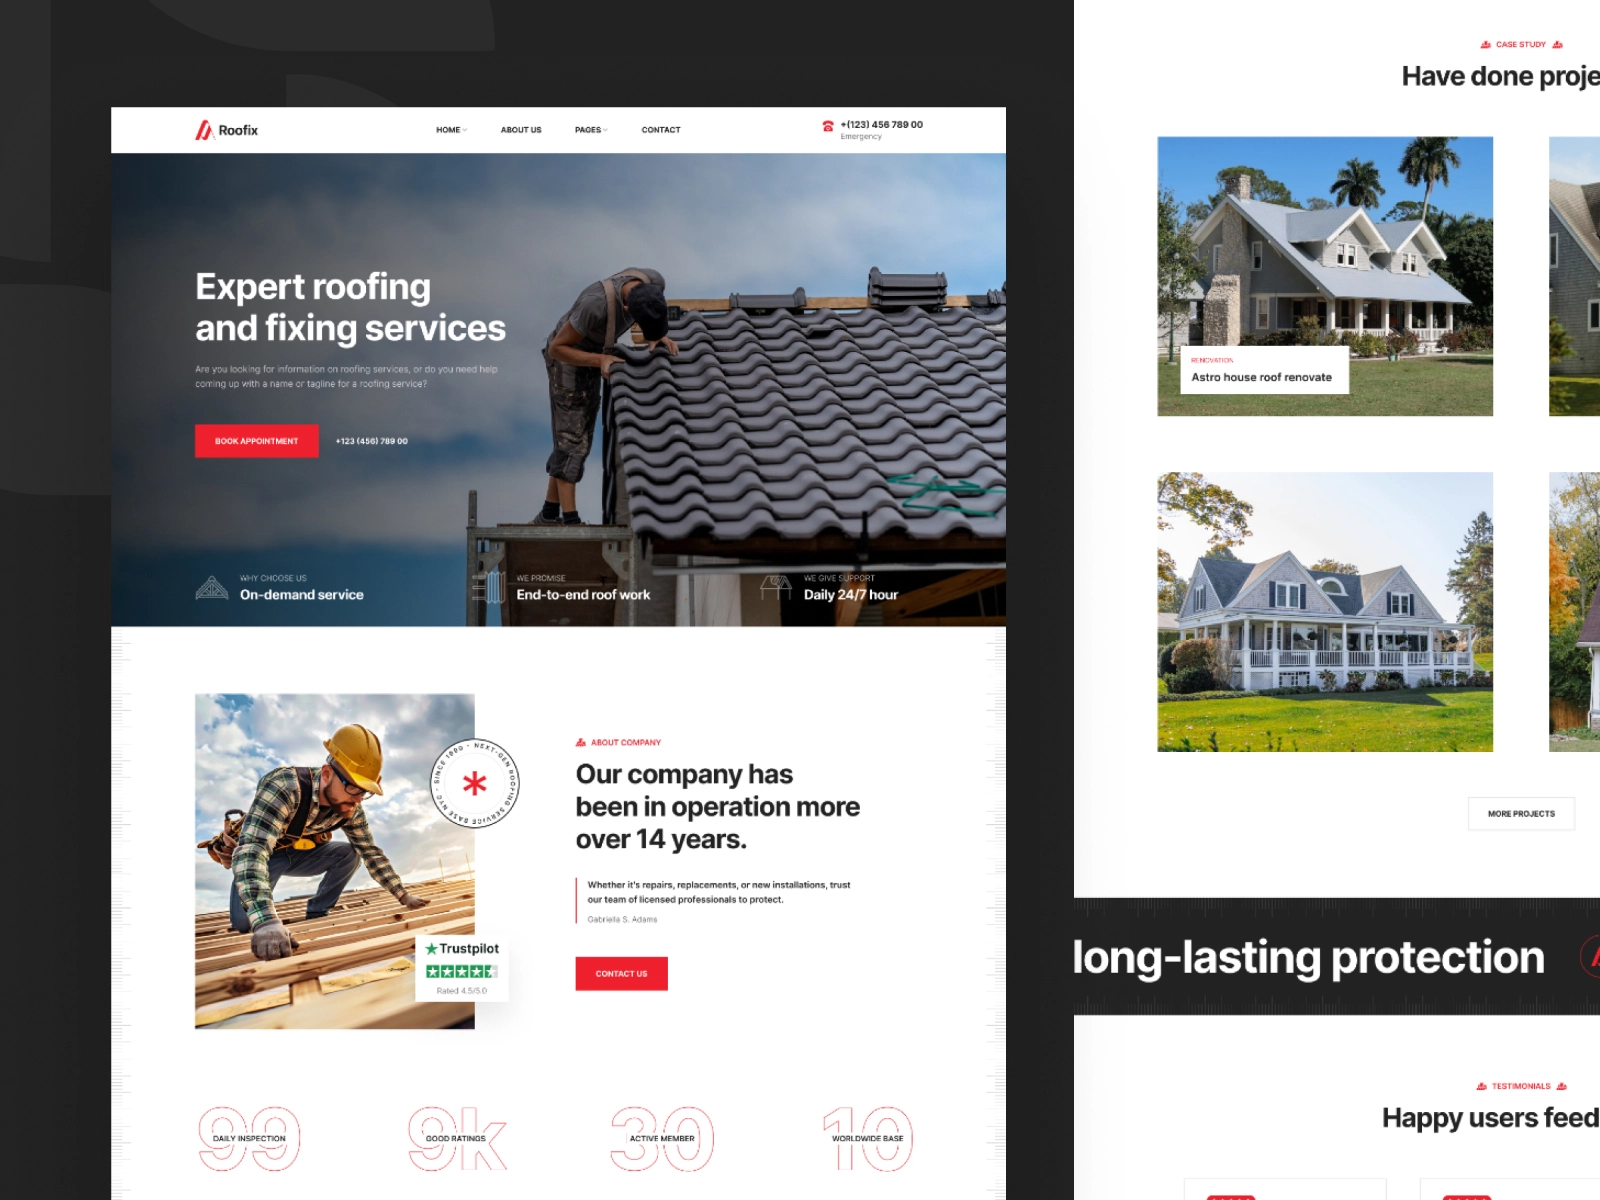 Roofix
HOME
ABOUT US
PAGES
CONTACT
+(123) 456 789 00
Emergency
Expert roofing
and fixing services
Are you looking for information on roofing services, or do you need help
coming up with a name or tagline for a roofing service?
BOOK APPOINTMENT
+123 (456) 789 00
WHY CHOOSE US
On-demand service
WE PROMISE
End-to-end roof work
WE GIVE SUPPORT
Daily 24/7 hour
SINCE 1990 - NEXT-GEN ROOFING SERVICE BASE NYC -
Trustpilot
Rated 4.5/5.0
ABOUT COMPANY
Our company has
been in operation more
over 14 years.
Whether it's repairs, replacements, or new installations, trust
our team of licensed professionals to protect.
Gabriella S. Adams
CONTACT US
99
DAILY INSPECTION
9k
GOOD RATINGS
30
ACTIVE MEMBER
10
WORLDWIDE BASE
CASE STUDY
Have done proje
RENOVATION
Astro house roof renovate
MORE PROJECTS
long-lasting protection
TESTIMONIALS
Happy users feed